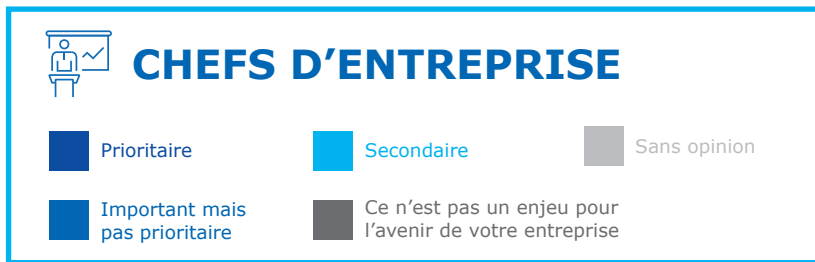 CHEFS D’ENTREPRISE
Prioritaire
Secondaire
Sans opinion
Important mais
pas prioritaire
Ce n’est pas un enjeu pour
l’avenir de votre entreprise